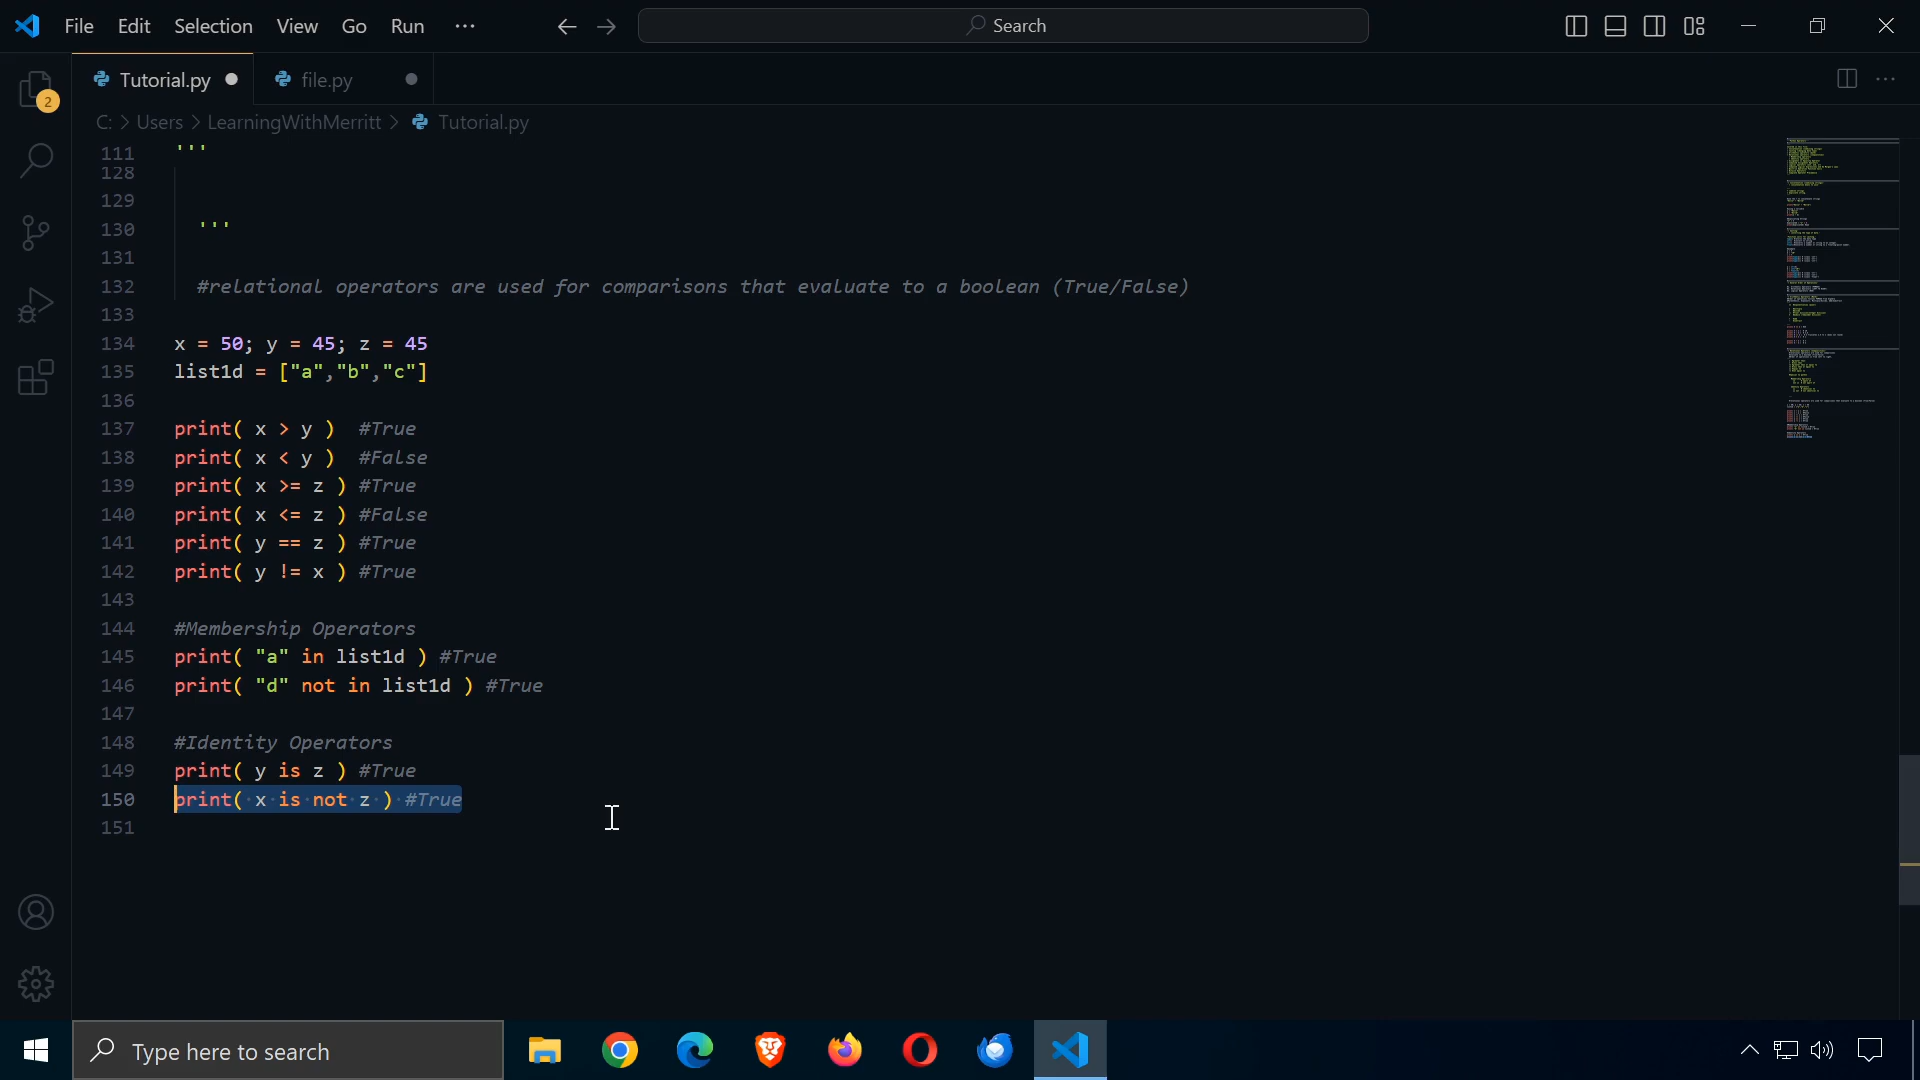 File Edit Selection View Go Run ··· Search
Tutorial.py file.py
2
C: > Users > LearningWithMerritt > Tutorial.py
111 '''
128
129
130 '''
131
132 #relational operators are used for comparisons that evaluate to a boolean (True/False)
133
134 x = 50; y = 45; z = 45
135 list1d = ["a","b","c"]
136
137 print( x > y ) #True
138 print( x < y ) #False
139 print( x >= z ) #True
140 print( x <= z ) #False
141 print( y == z ) #True
142 print( y != x ) #True
143
144 #Membership Operators
145 print( "a" in list1d ) #True
146 print( "d" not in list1d ) #True
147
148 #Identity Operators
149 print( y is z ) #True
150 print( x is not z ) #True
151
Type here to search